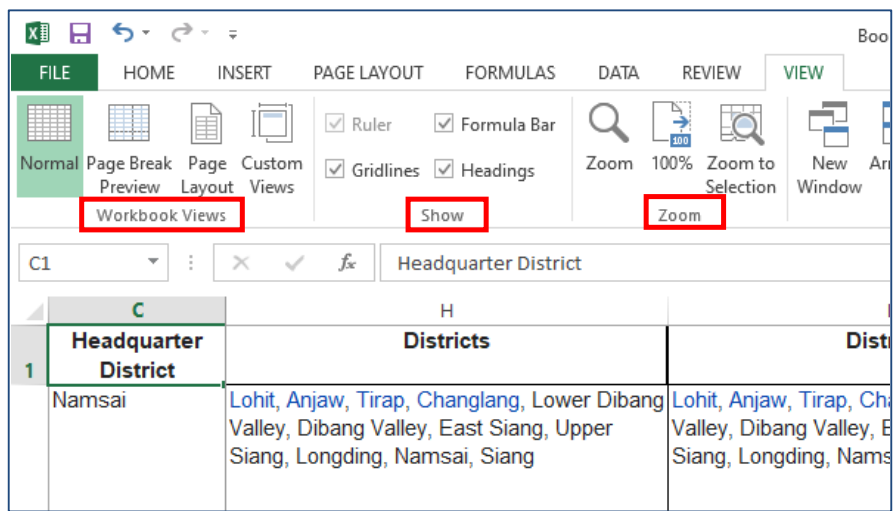 Boo
FILE HOME INSERT PAGE LAYOUT FORMULAS DATA REVIEW VIEW
Normal Page Break Preview Page Layout Custom Views
Ruler Formula Bar
Gridlines Headings
Zoom 100% Zoom to Selection
New Window Arr
Workbook Views Show Zoom
C1 fx Headquarter District
C H
1 Headquarter District Districts Distr
Namsai
Lohit, Anjaw, Tirap, Changlang, Lower Dibang
Valley, Dibang Valley, East Siang, Upper
Siang, Longding, Namsai, Siang
Lohit, Anjaw, Tirap, Cha
Valley, Dibang Valley, E
Siang, Longding, Nams